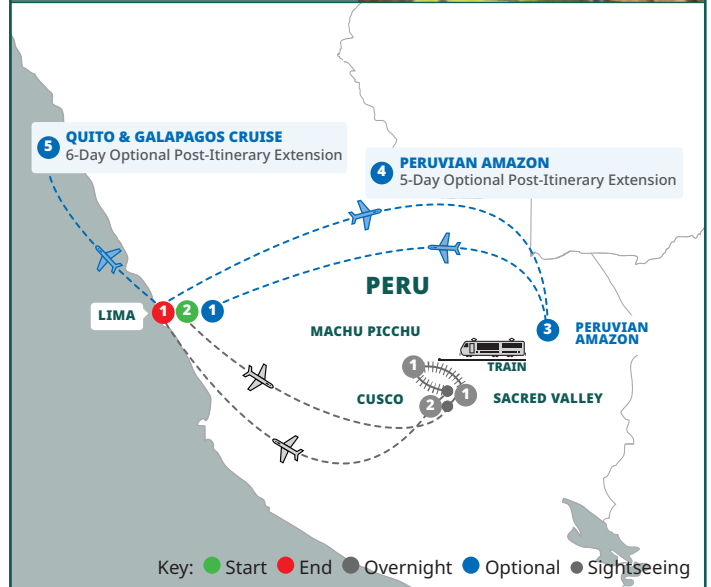 5 QUITO & GALAPAGOS CRUISE
6-Day Optional Post-Itinerary Extension
4 PERUVIAN AMAZON
5-Day Optional Post-Itinerary Extension
PERU
LIMA 1 2 1
3 PERUVIAN
AMAZON
MACHU PICCHU
TRAIN
1
CUSCO 2 1 SACRED VALLEY
Key: Start End Overnight Optional Sightseeing